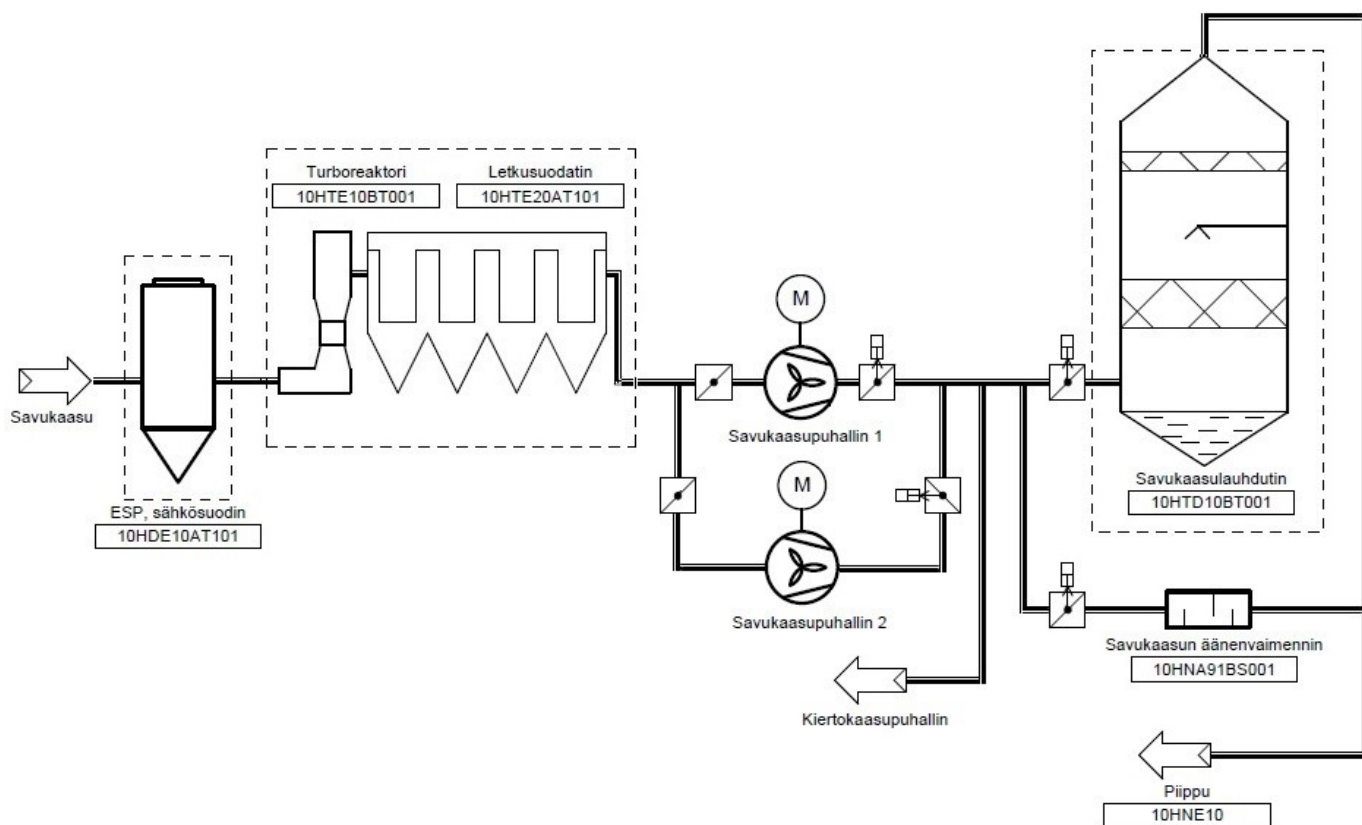 Turboreaktori
10HTE10BT001
Letkusuodatin
10HTE20AT101
Savukaasu
ESP, sähkösuodin
10HDE10AT101
M
Savukaasupuhallin 1
M
Savukaasupuhallin 2
Kiertokaasupuhallin
Savukaasulauhdutin
10HTD10BT001
Savukaasun äänenvaimennin
10HNA91BS001
Piippu
10HNE10